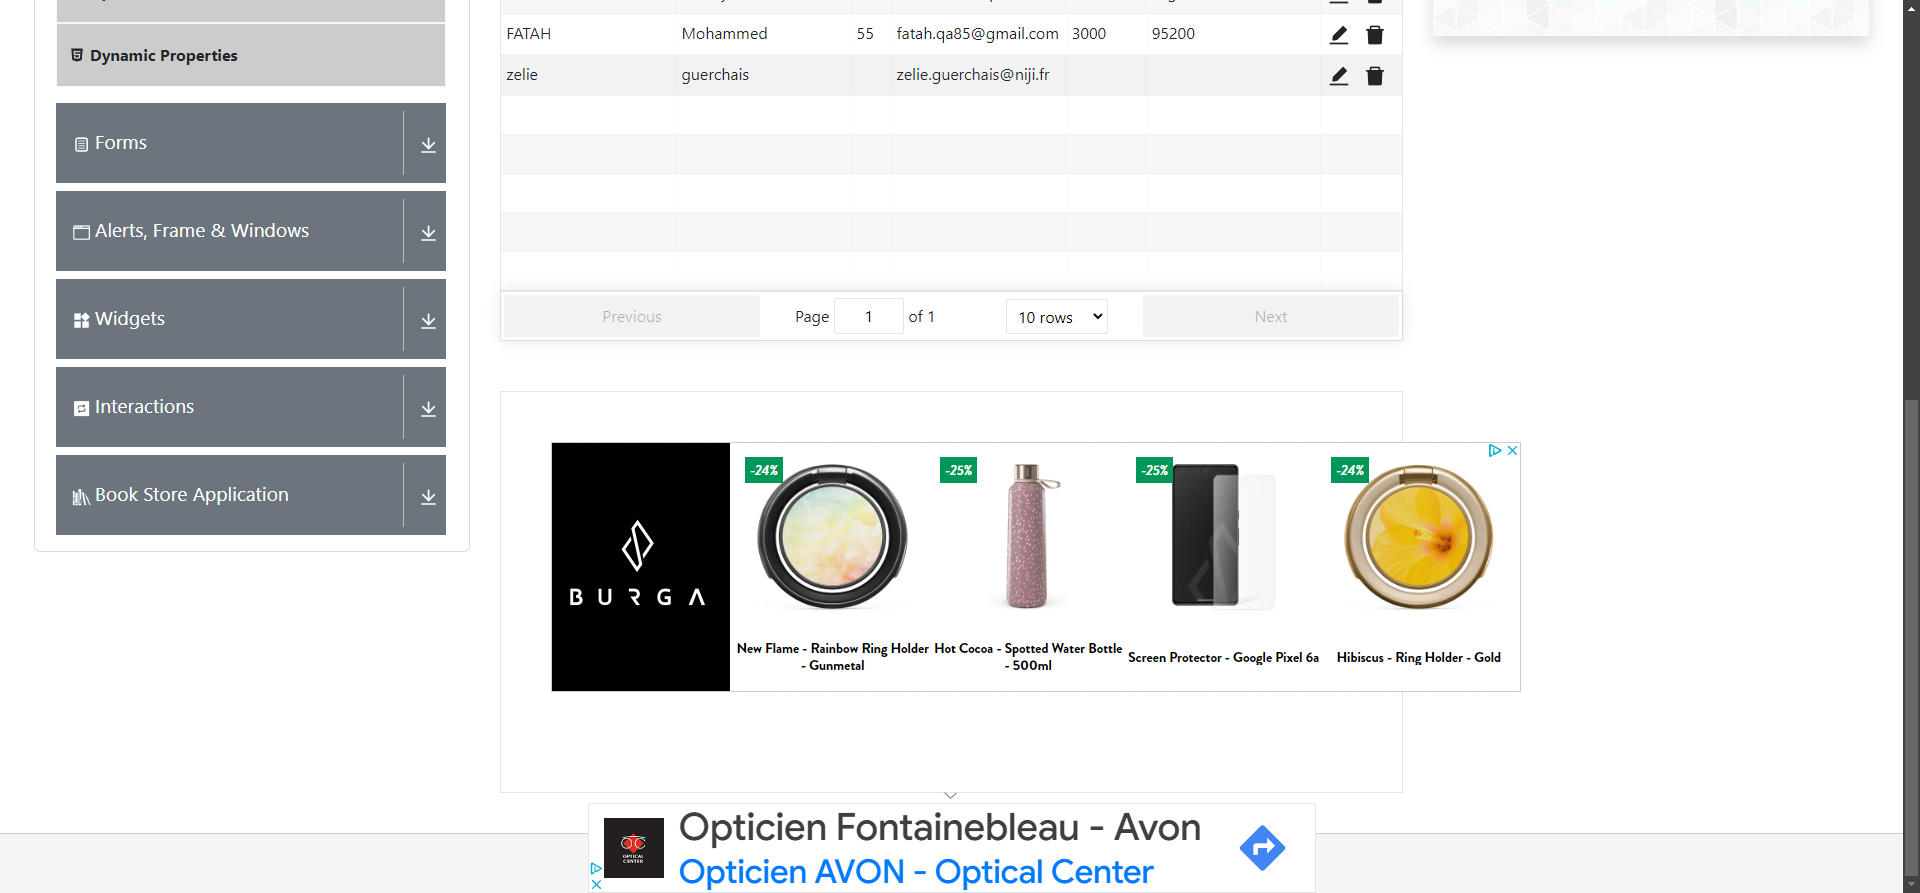 Dynamic Properties
Forms
Alerts, Frame & Windows
Widgets
Interactions
Book Store Application
FATAH Mohammed 55 fatah.qa85@gmail.com 3000 95200
zelie guerchais zelie.guerchais@niji.fr
Previous Page 1 of 1 10 rows Next
BURGA
-24% -25% -25% -24%
New Flame - Rainbow Ring Holder - Gunmetal
Hot Cocoa - Spotted Water Bottle - 500ml
Screen Protector - Google Pixel 6a
Hibiscus - Ring Holder - Gold
OPTICAL
CENTER
Opticien Fontainebleau - Avon
Opticien AVON - Optical Center